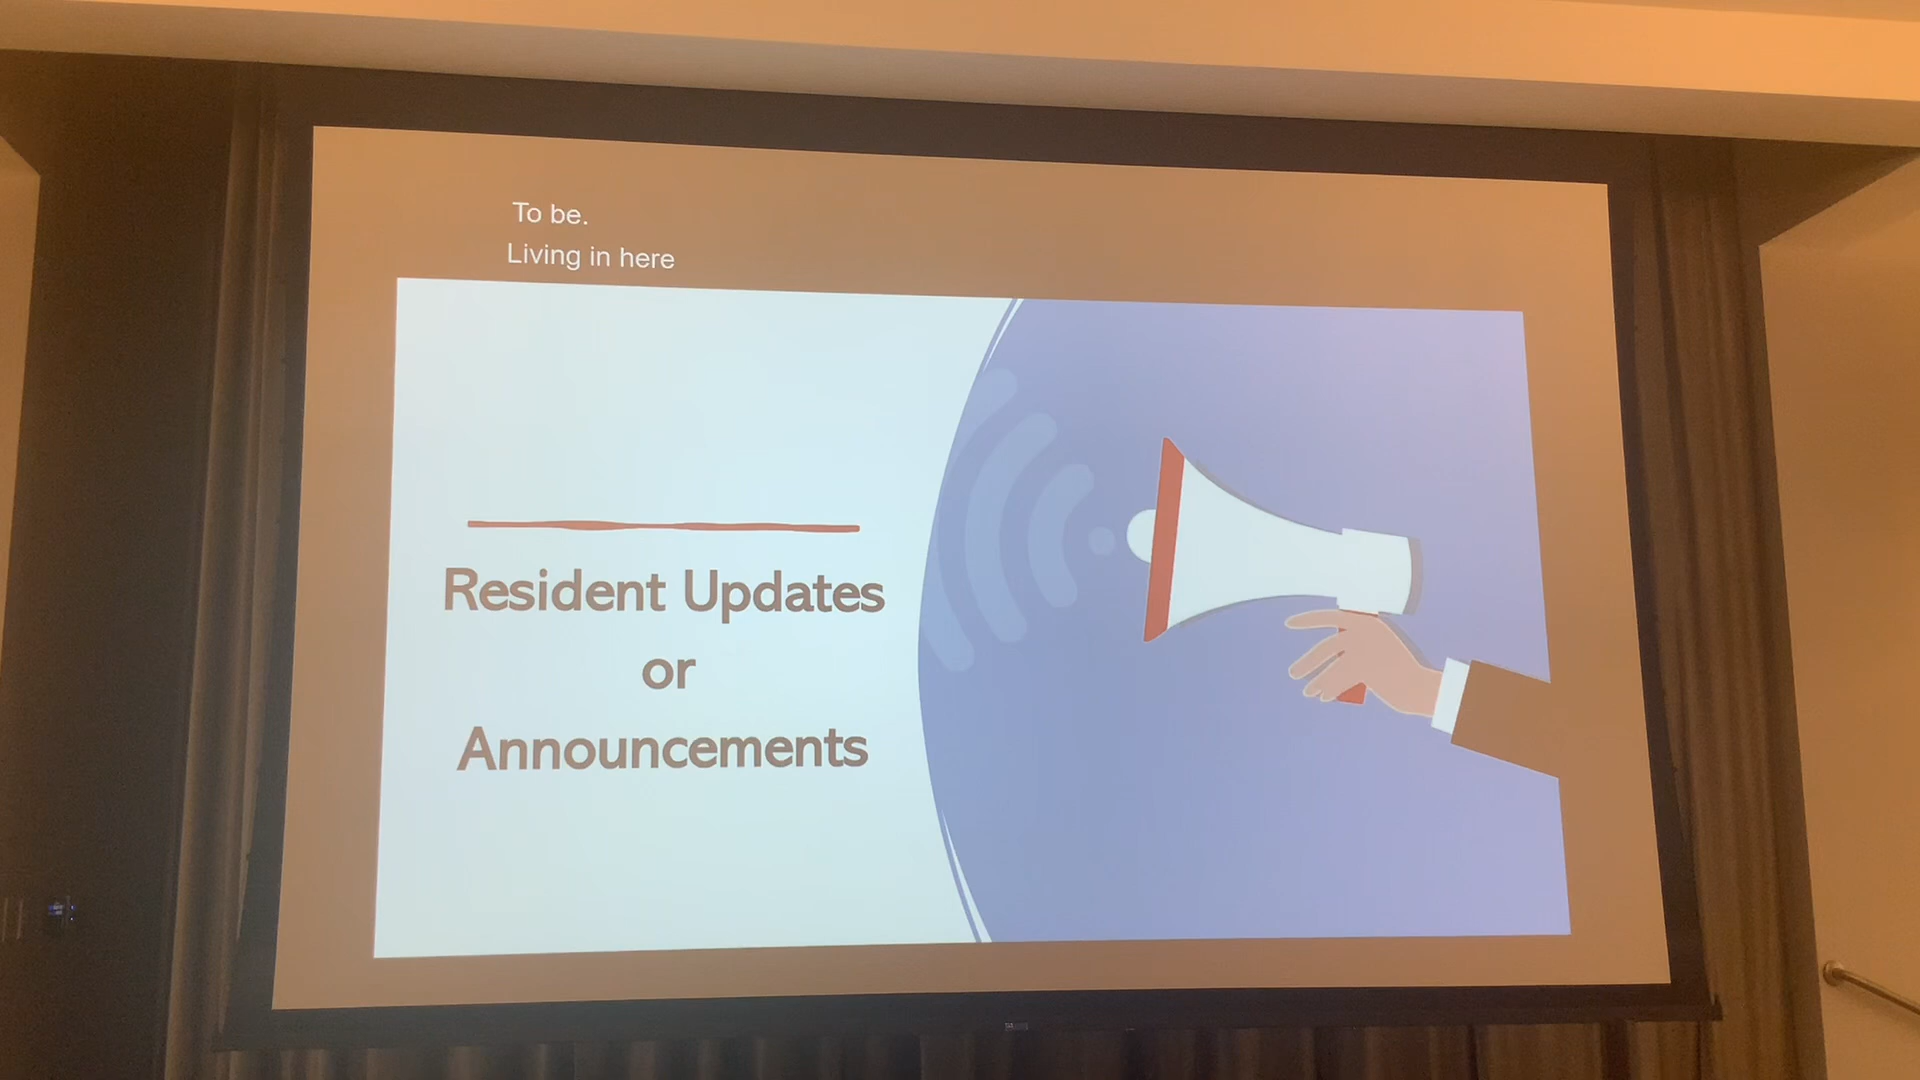 To be.
Living in here
Resident Updates
or
Announcements